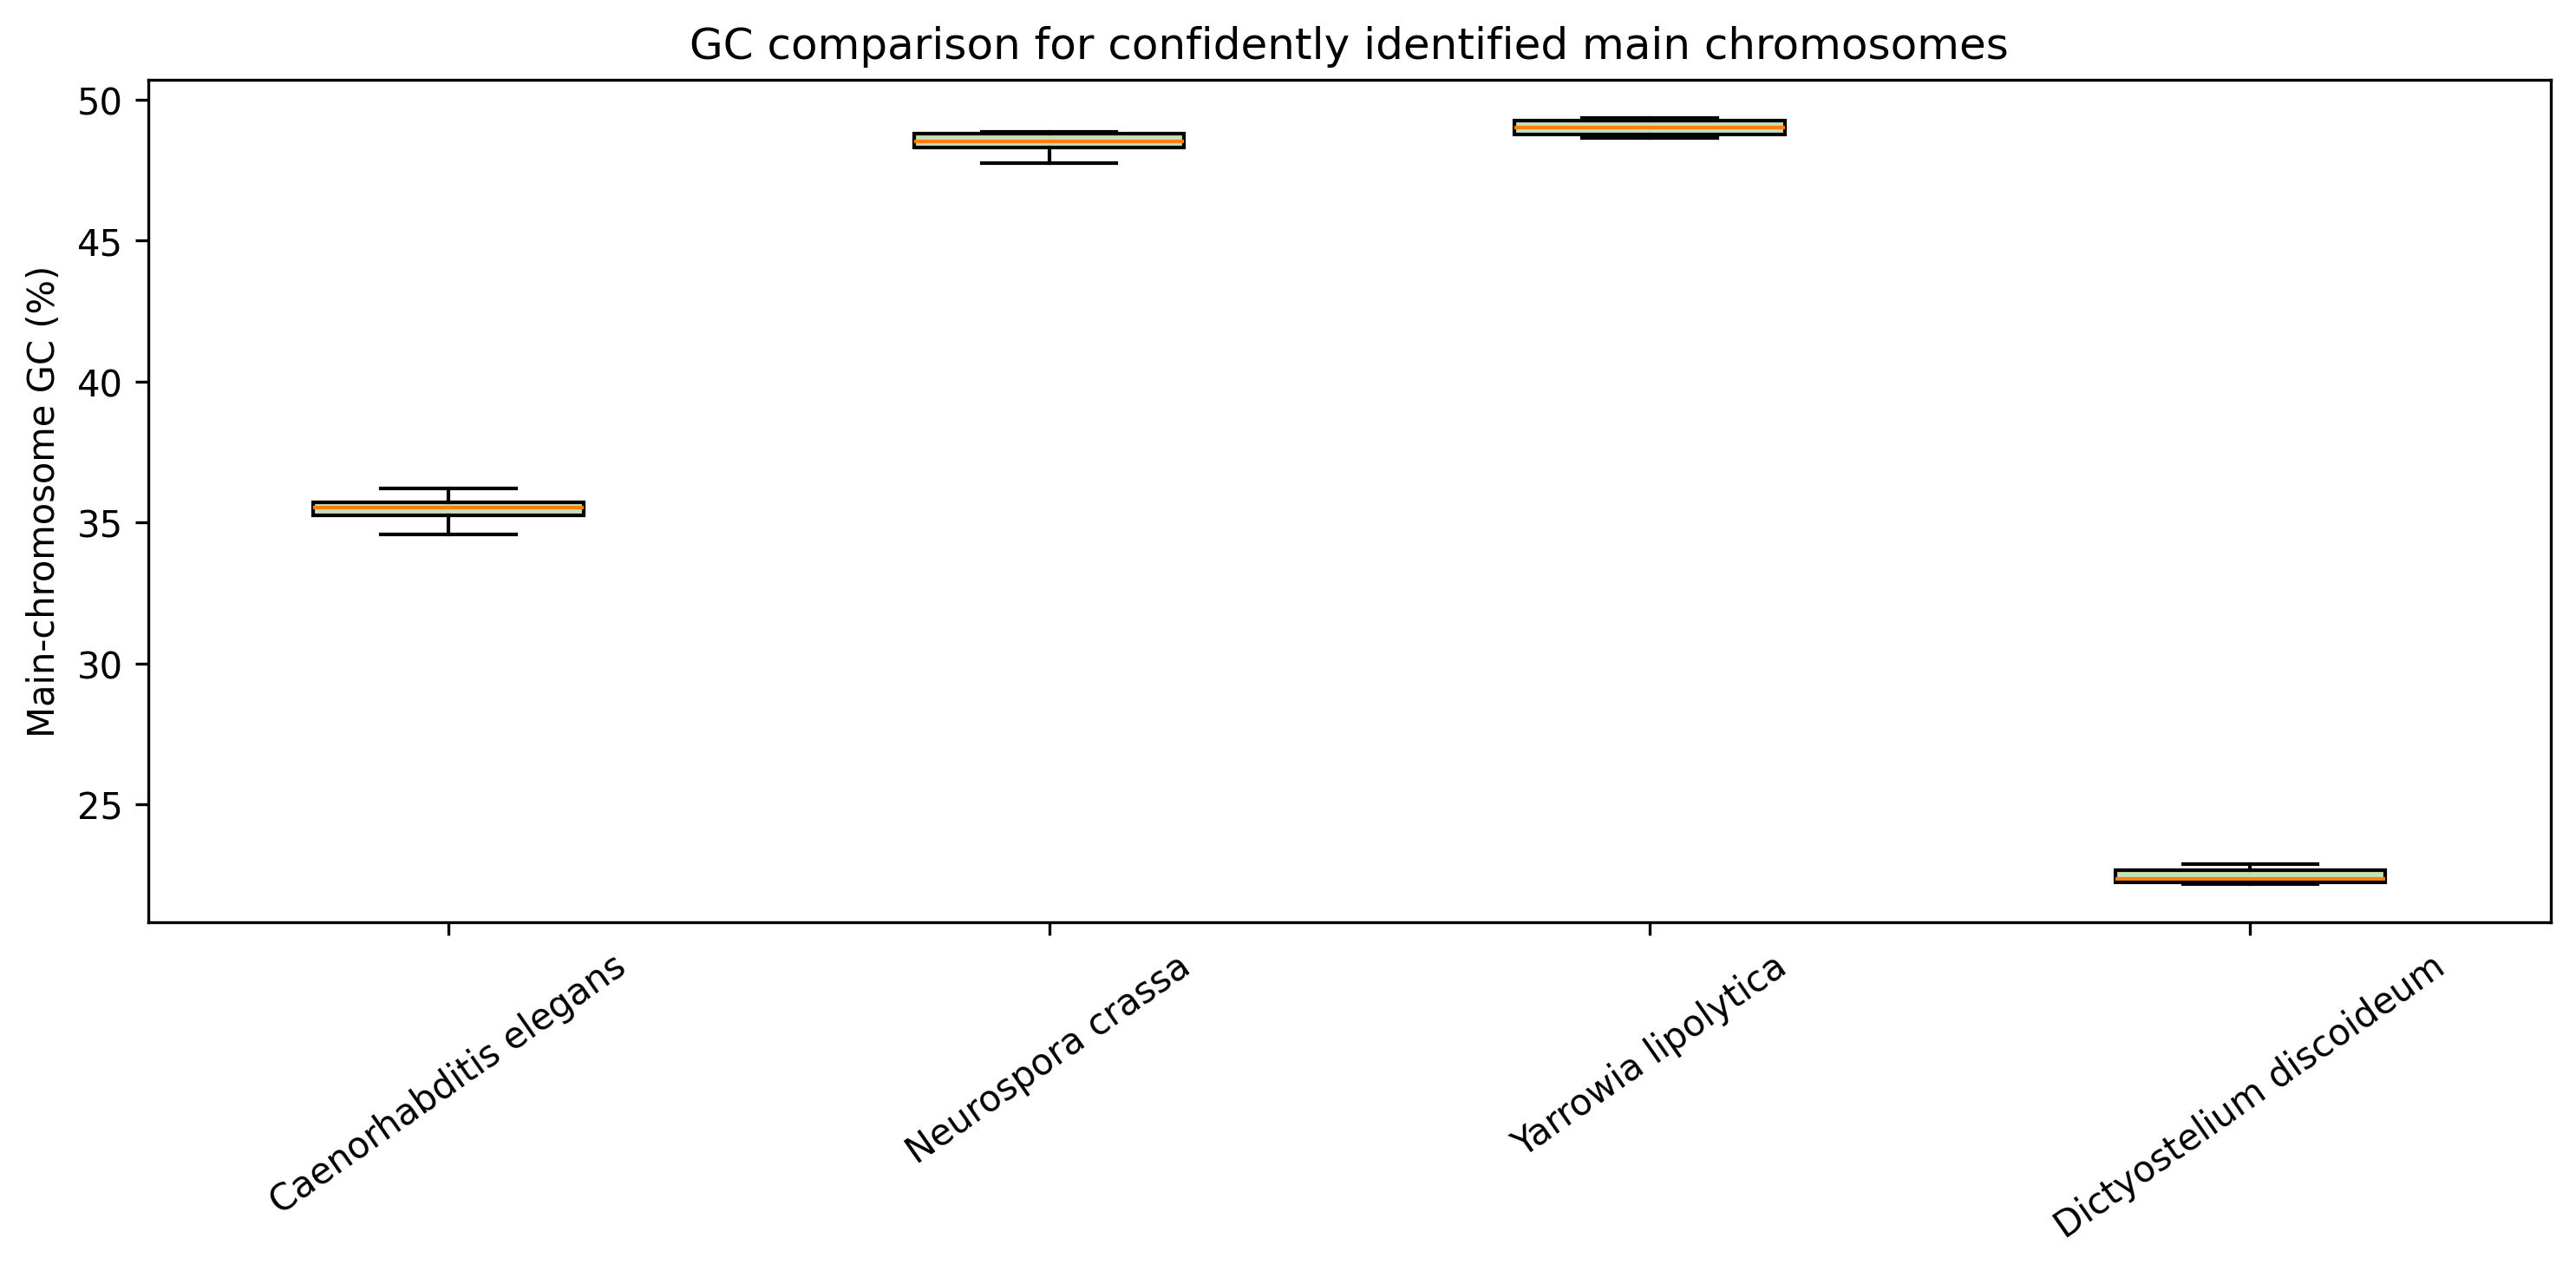 GC comparison for confidently identified main chromosomes
Main-chromosome GC (%)
50
45
40
35
30
25
Caenorhabditis elegans
Neurospora crassa
Yarrowia lipolytica
Dictyostelium discoideum